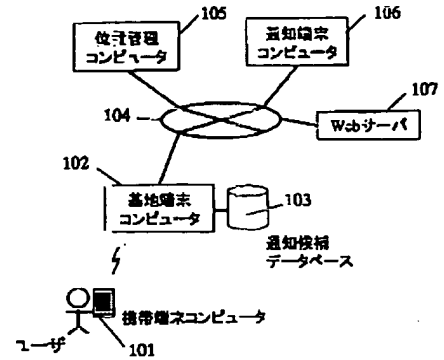 105
106
位置管理
コンピュータ
通知端末
コンピュータ
107
104
Webサーバ
102
基地端末
コンピュータ
103
通知候補
データベース
携帯端末コンピュータ
ユーザ
101